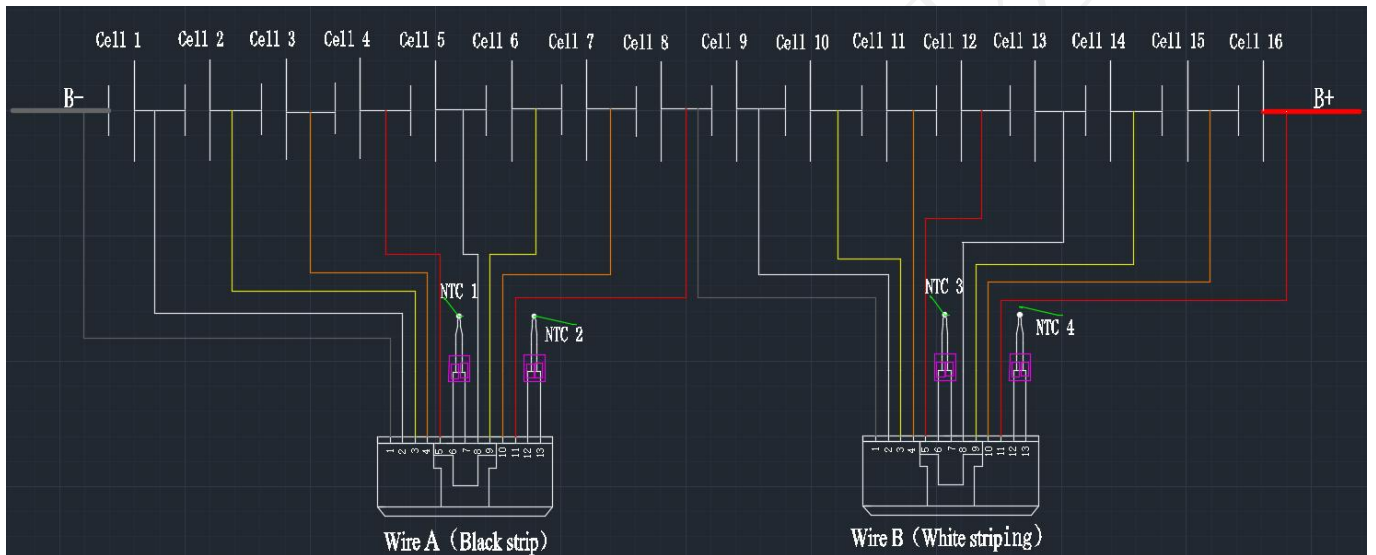 Cell 1 Cell 2 Cell 3 Cell 4 Cell 5 Cell 6 Cell 7 Cell 8 Cell 9 Cell 10 Cell 11 Cell 12 Cell 13 Cell 14 Cell 15 Cell 16
B- B+
NTC 1 NTC 3
NTC 2 NTC 4
1 2 3 4 5 6 7 8 9 10 11 12 13 1 2 3 4 5 6 7 8 9 10 11 12 13
Wire A (Black strip) Wire B (White striping)